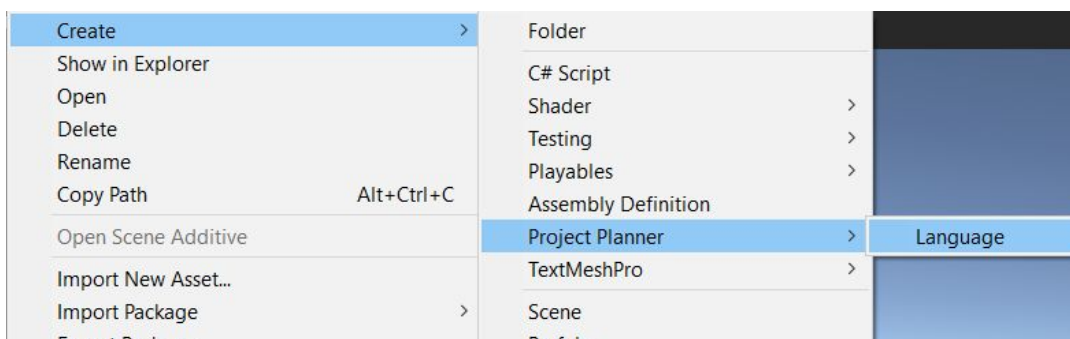 Create
Show in Explorer
Open
Delete
Rename
Copy Path Alt+Ctrl+C
Open Scene Additive
Import New Asset...
Import Package
Folder
C# Script
Shader
Testing
Playables
Assembly Definition
Project Planner
TextMeshPro
Scene
Language